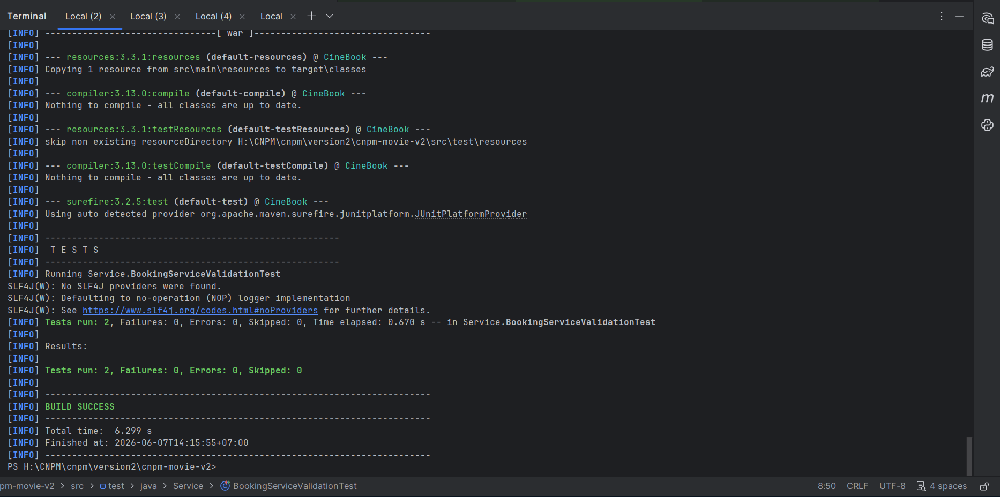 Terminal Local (2) Local (3) Local (4) Local
[INFO] --------------------------------[ war ]---------------------------------
[INFO]
[INFO] --- resources:3.3.1:resources (default-resources) @ CineBook ---
[INFO] Copying 1 resource from src\main\resources to target\classes
[INFO]
[INFO] --- compiler:3.13.0:compile (default-compile) @ CineBook ---
[INFO] Nothing to compile - all classes are up to date.
[INFO]
[INFO] --- resources:3.3.1:testResources (default-testResources) @ CineBook ---
[INFO] skip non existing resourceDirectory H:\CNPM\cnpm\version2\cnpm-movie-v2\src\test\resources
[INFO]
[INFO] --- compiler:3.13.0:testCompile (default-testCompile) @ CineBook ---
[INFO] Nothing to compile - all classes are up to date.
[INFO]
[INFO] --- surefire:3.2.5:test (default-test) @ CineBook ---
[INFO] Using auto detected provider org.apache.maven.surefire.junitplatform.JUnitPlatformProvider
[INFO]
[INFO] -------------------------------------------------------
[INFO]  T E S T S
[INFO] -------------------------------------------------------
[INFO] Running Service.BookingServiceValidationTest
SLF4J(W): No SLF4J providers were found.
SLF4J(W): Defaulting to no-operation (NOP) logger implementation
SLF4J(W): See https://www.slf4j.org/codes.html#noProviders for further details.
[INFO] Tests run: 2, Failures: 0, Errors: 0, Skipped: 0, Time elapsed: 0.670 s -- in Service.BookingServiceValidationTest
[INFO]
[INFO] Results:
[INFO]
[INFO] Tests run: 2, Failures: 0, Errors: 0, Skipped: 0
[INFO]
[INFO] ------------------------------------------------------------------------
[INFO] BUILD SUCCESS
[INFO] ------------------------------------------------------------------------
[INFO] Total time:  6.299 s
[INFO] Finished at: 2026-06-07T14:15:55+07:00
[INFO] ------------------------------------------------------------------------
PS H:\CNPM\cnpm\version2\cnpm-movie-v2>
pm-movie-v2 > src > test > java > Service > BookingServiceValidationTest 8:50 CRLF UTF-8 4 spaces